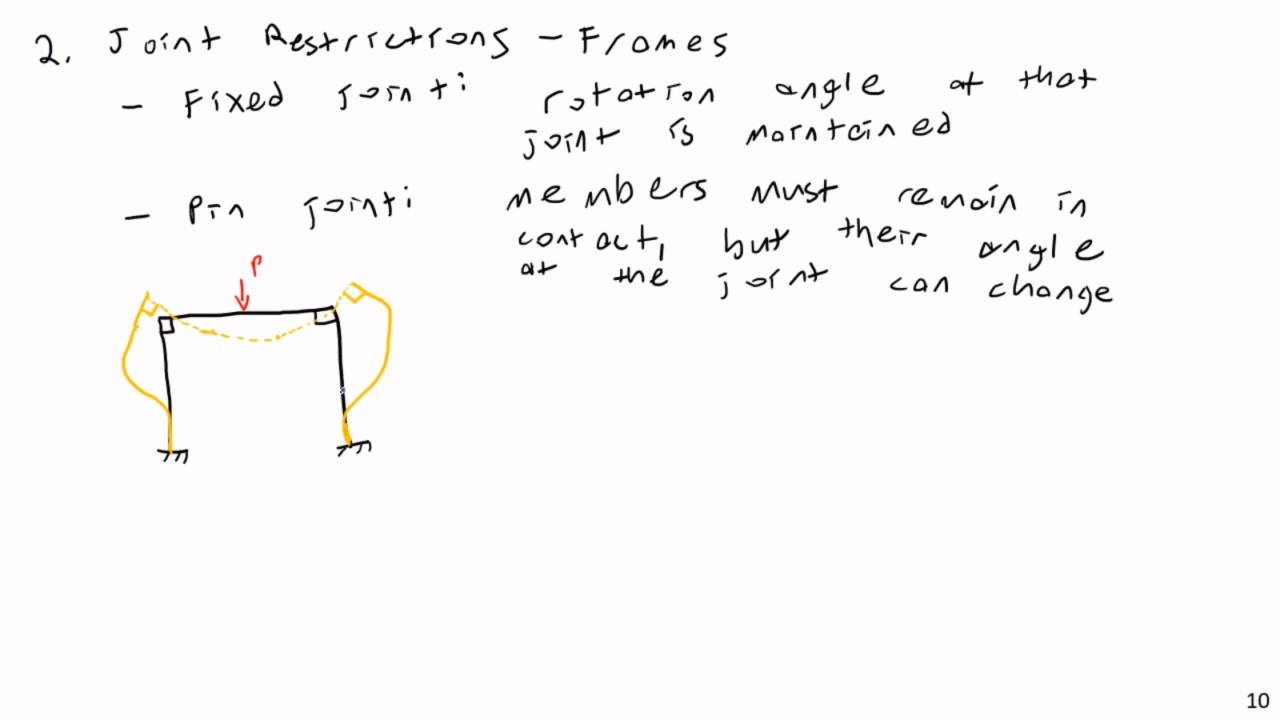 2. Joint Restrictions - Frames
- Fixed joint: rotation angle at that
joint is maintained
- Pin joint: members must remain in
contact, but their angle
at the joint can change
P
10